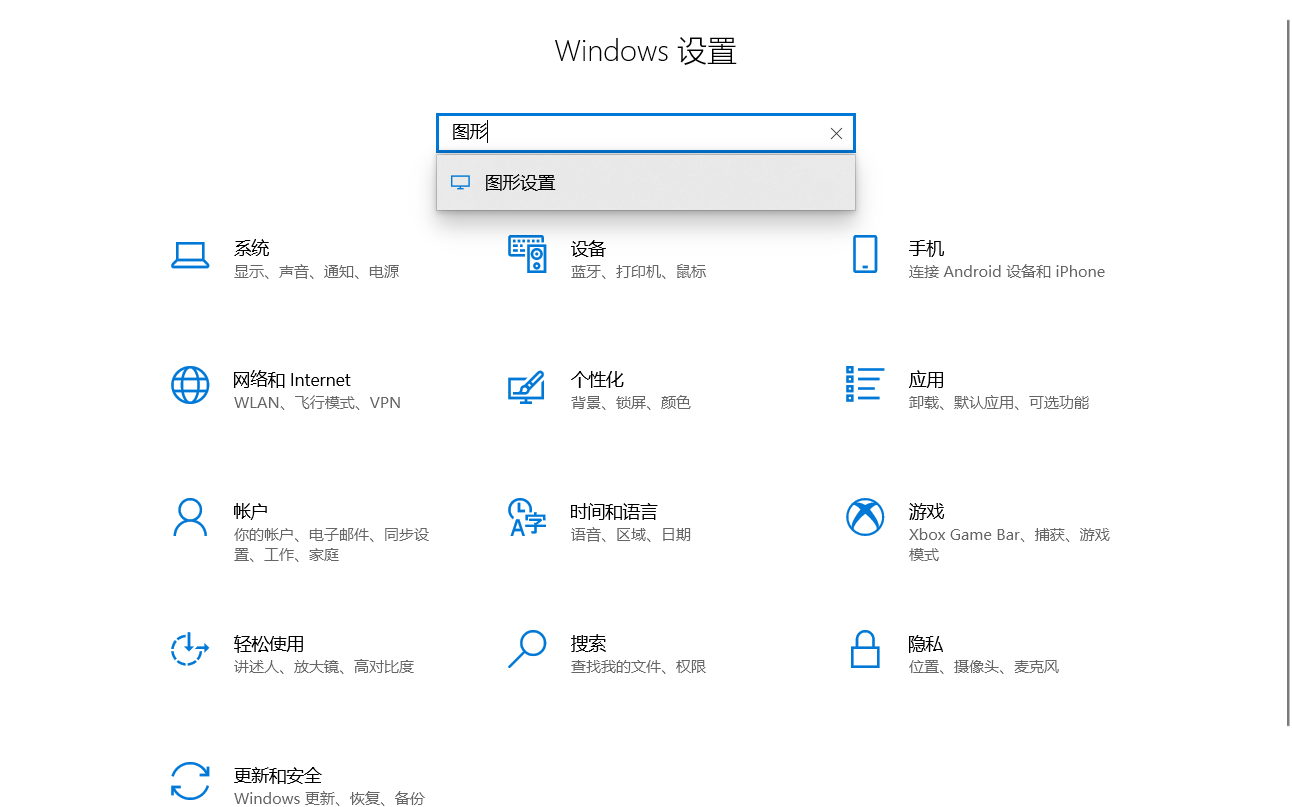 Windows 设置
图形
图形设置
系统
显示、声音、通知、电源
设备
蓝牙、打印机、鼠标
手机
连接 Android 设备和 iPhone
网络和 Internet
WLAN、飞行模式、VPN
个性化
背景、锁屏、颜色
应用
卸载、默认应用、可选功能
帐户
你的帐户、电子邮件、同步设
置、工作、家庭
时间和语言
语音、区域、日期
游戏
Xbox Game Bar、捕获、游戏
模式
轻松使用
讲述人、放大镜、高对比度
搜索
查找我的文件、权限
隐私
位置、摄像头、麦克风
更新和安全
Windows 更新、恢复、备份